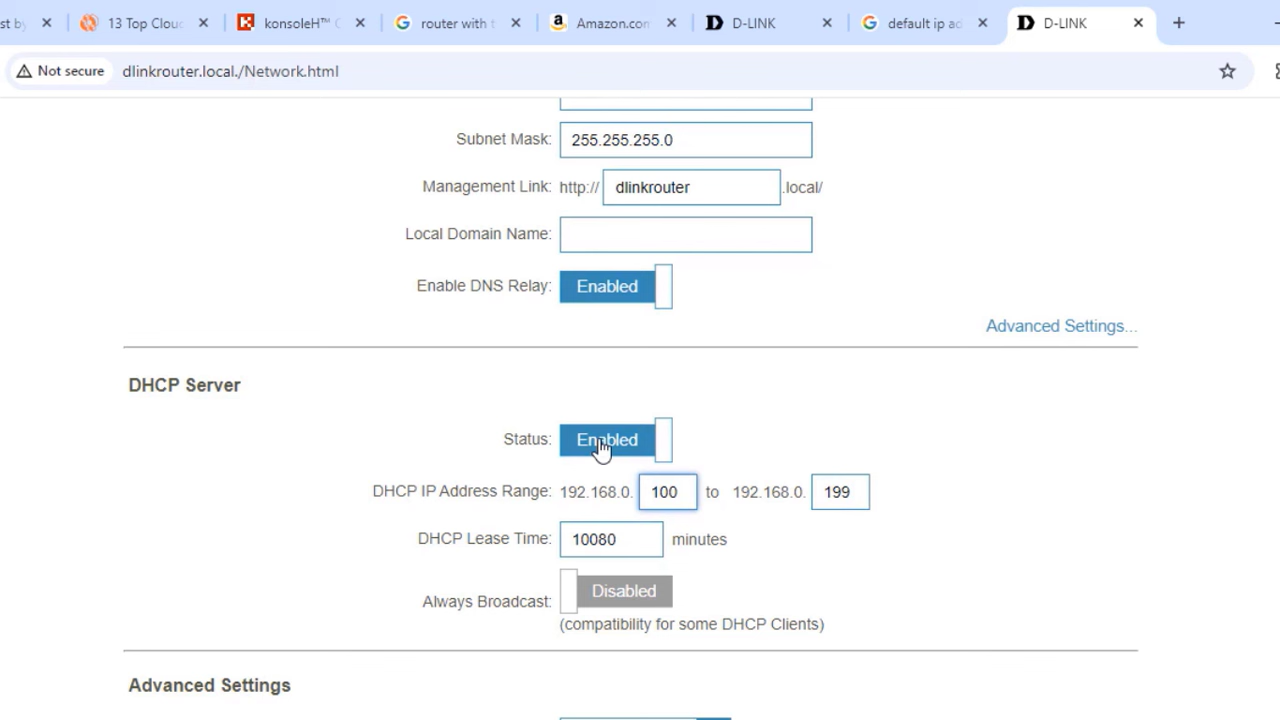 st by
13 Top Clou
konsoleH™ C
router with t
Amazon.com
D-LINK
default ip ad
D-LINK
Not secure
dlinkrouter.local./Network.html
Subnet Mask: 255.255.255.0
Management Link: http:// dlinkrouter .local/
Local Domain Name:
Enable DNS Relay: Enabled
Advanced Settings...
DHCP Server
Status: Enabled
DHCP IP Address Range: 192.168.0. 100 to 192.168.0. 199
DHCP Lease Time: 10080 minutes
Always Broadcast: Disabled
(compatibility for some DHCP Clients)
Advanced Settings